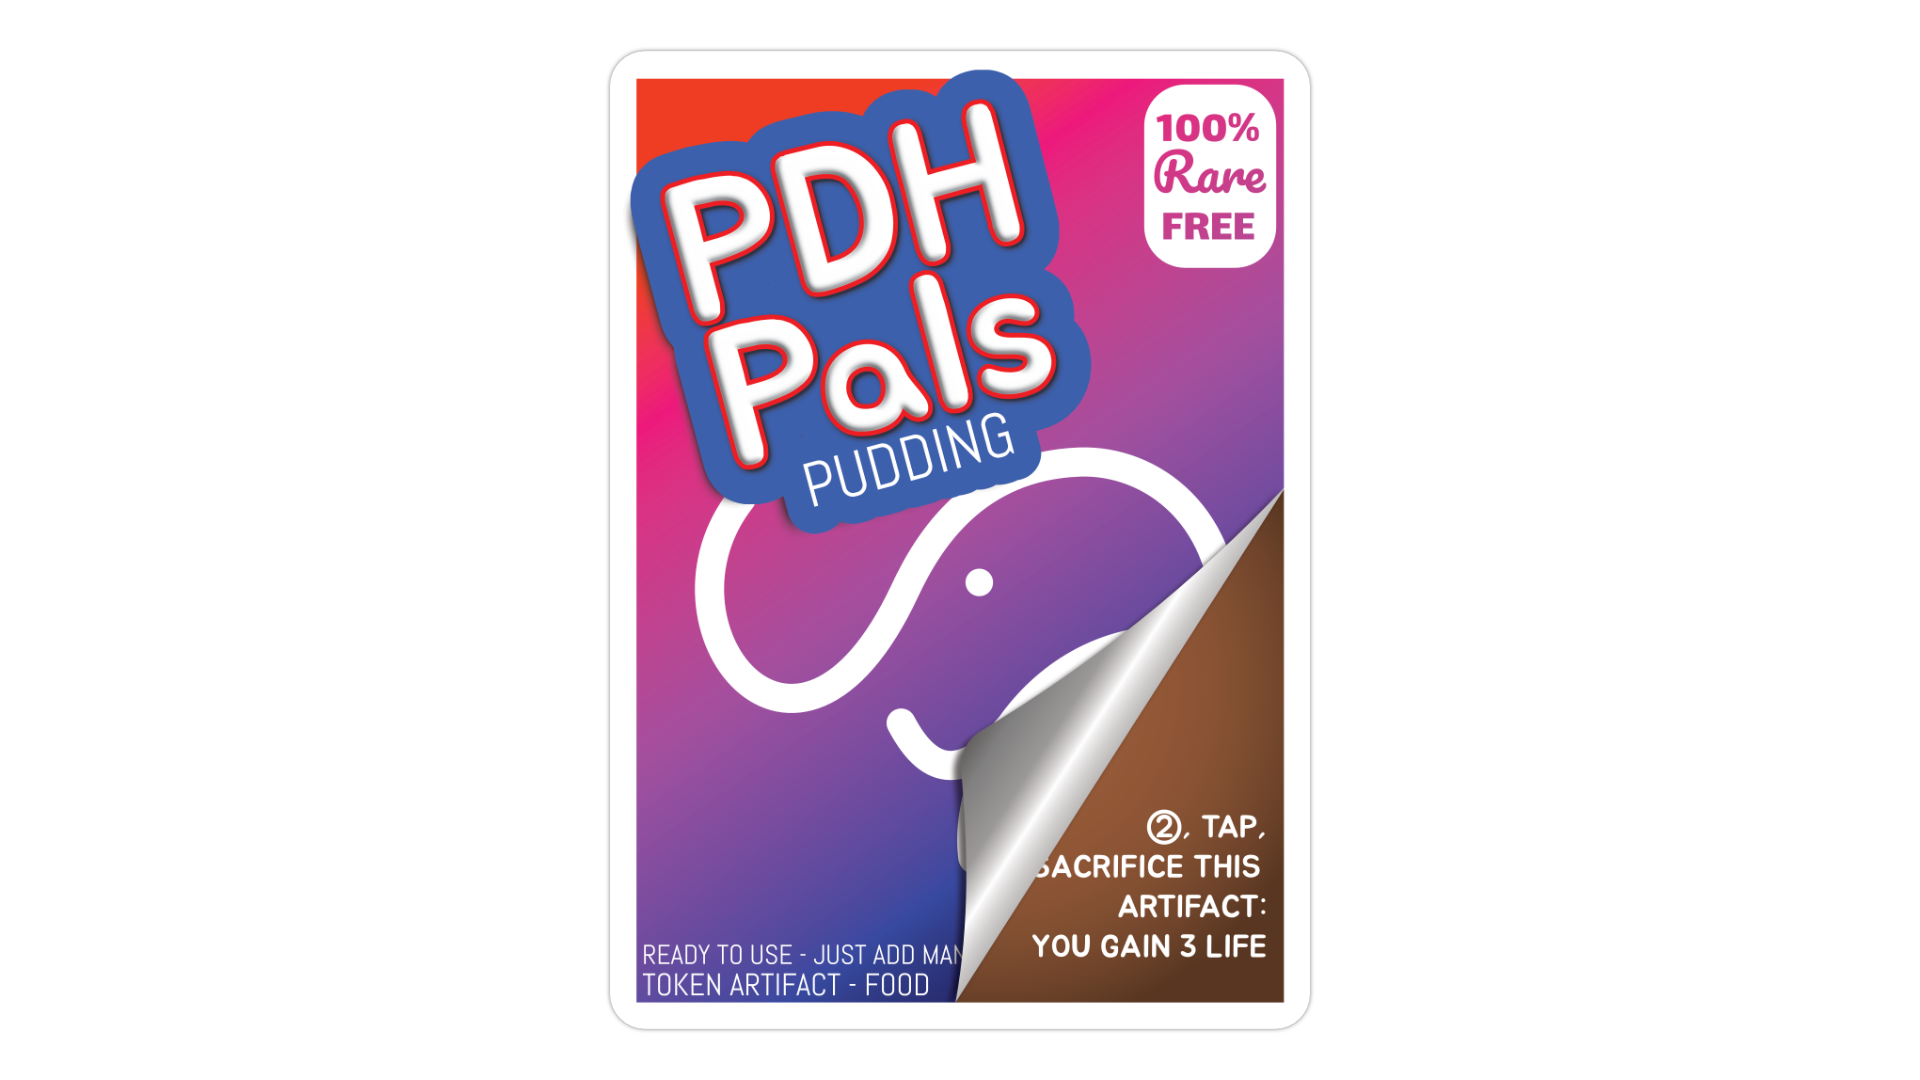 PDH
Pals
PUDDING
100%
Rare
FREE
②, TAP,
SACRIFICE THIS
ARTIFACT:
YOU GAIN 3 LIFE
READY TO USE - JUST ADD MAN
TOKEN ARTIFACT - FOOD